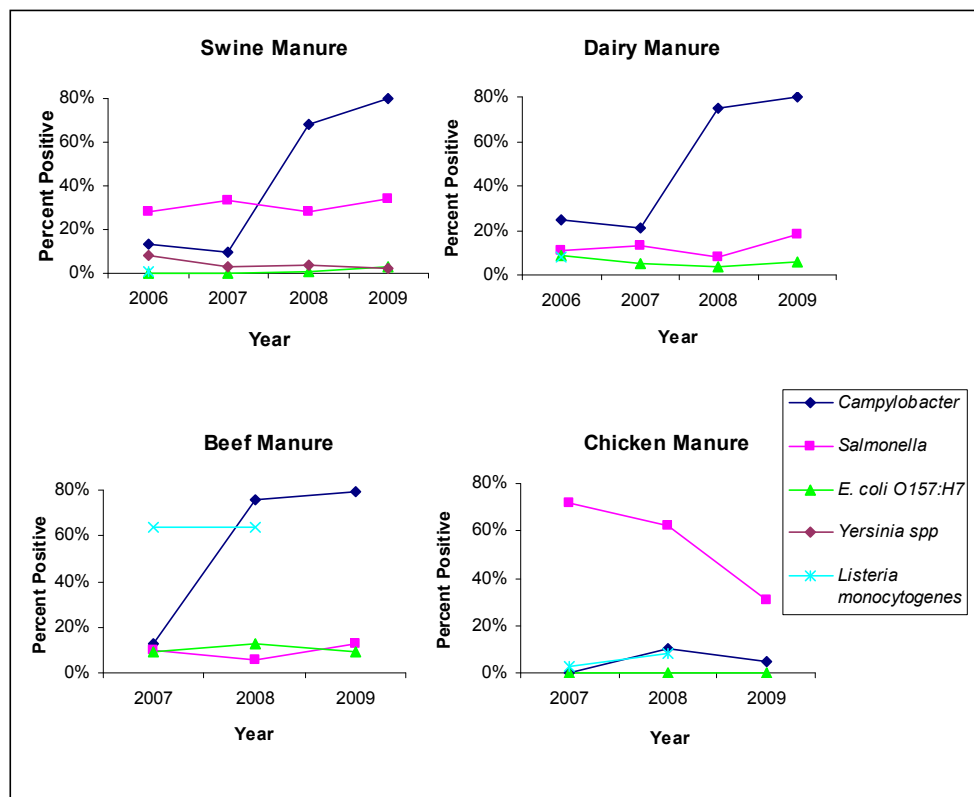 Swine Manure
Percent Positive
80%
60%
40%
20%
0%
2006 2007 2008 2009
Year
Dairy Manure
Percent Positive
80%
60%
40%
20%
0%
2006 2007 2008 2009
Year
Beef Manure
Percent Positive
80%
60%
40%
20%
0%
2007 2008 2009
Year
Chicken Manure
Percent Positive
80%
60%
40%
20%
0%
2007 2008 2009
Year
Campylobacter
Salmonella
E. coli O157:H7
Yersinia spp
Listeria
monocytogenes